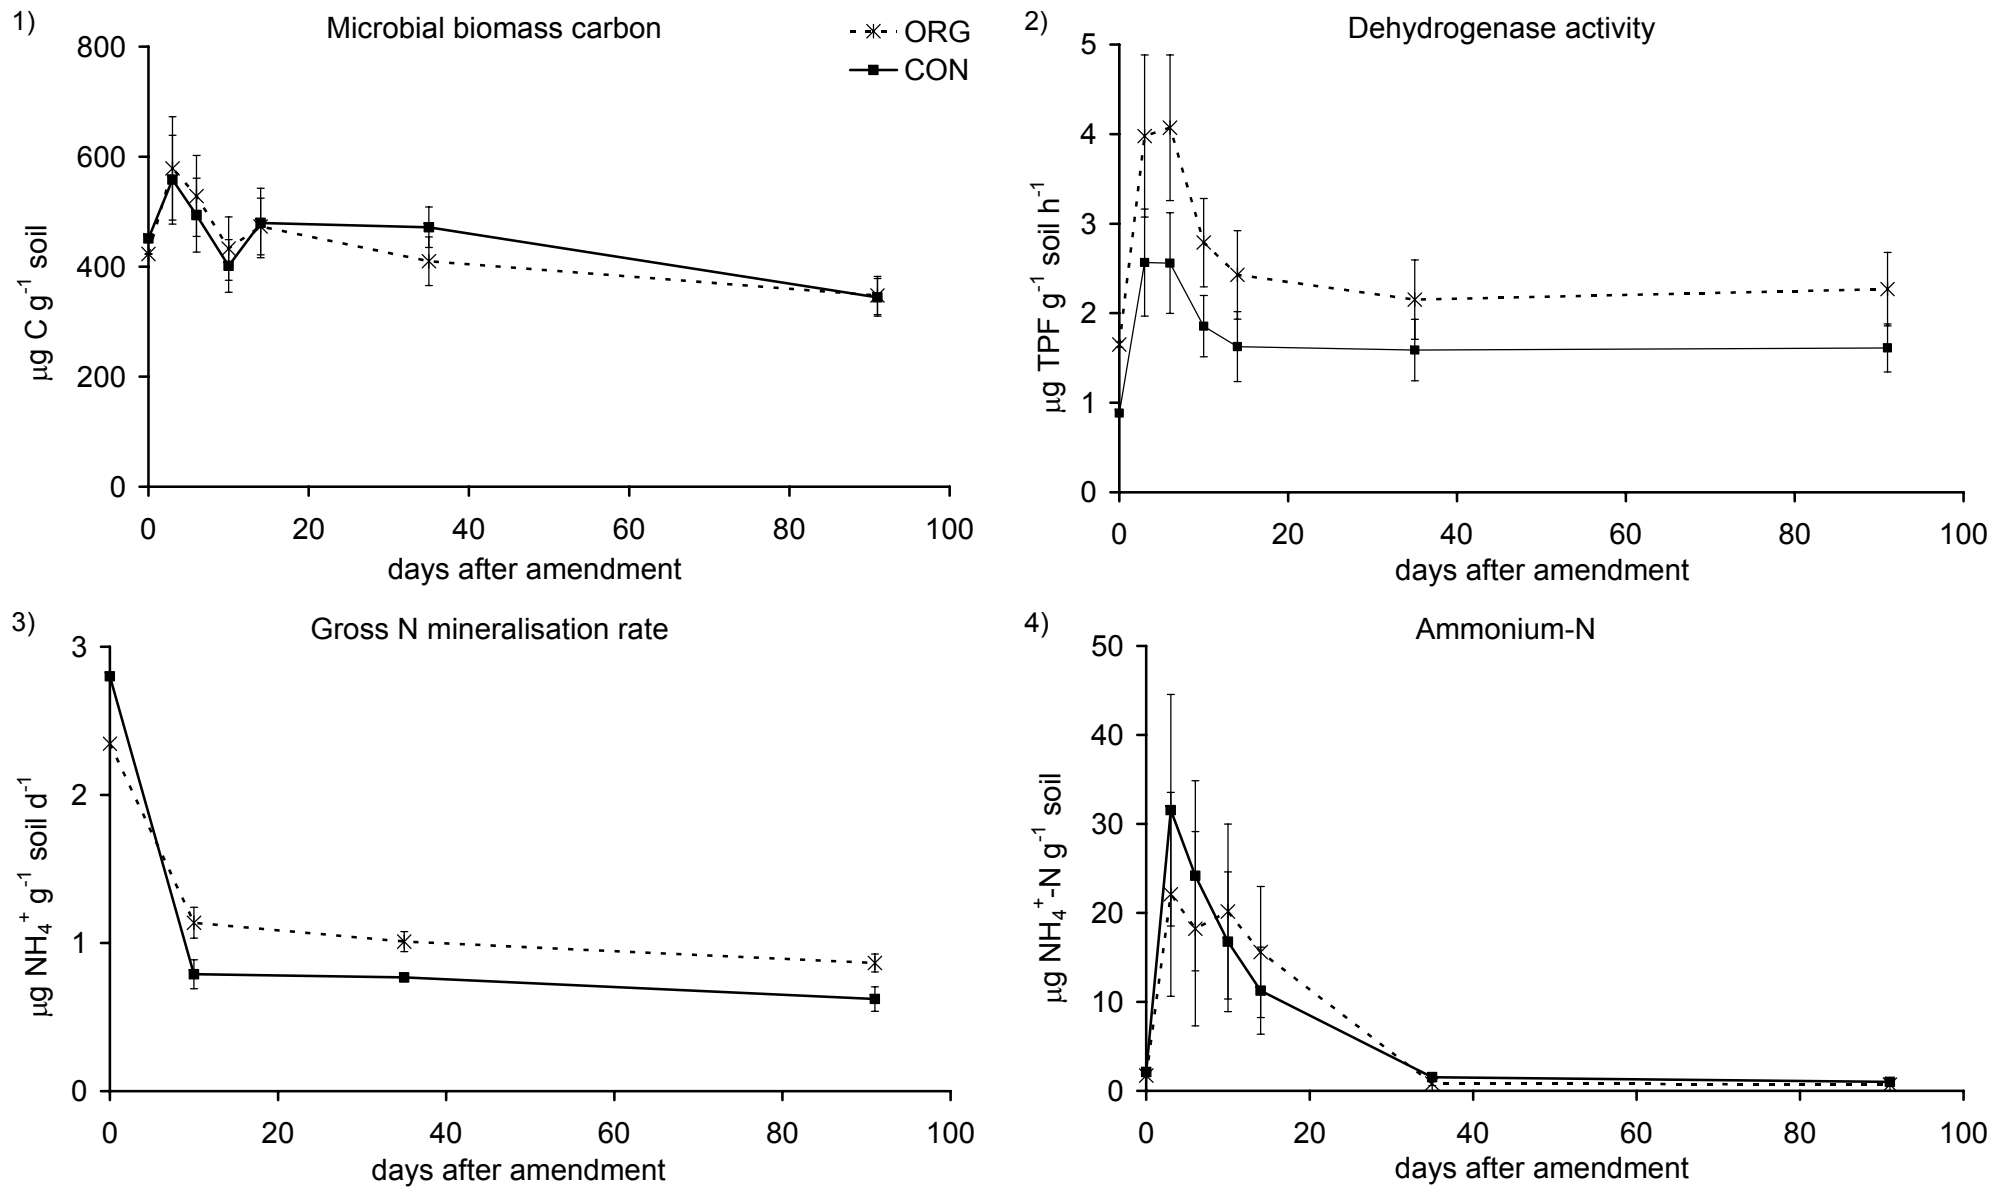 1)
Microbial biomass carbon
ORG
CON
800
600
400
200
0
0 20 40 60 80 100
µg C g⁻¹ soil
days after amendment
2)
Dehydrogenase activity
5
4
3
2
1
0
0 20 40 60 80 100
µg TPF g⁻¹ soil h⁻¹
days after amendment
3)
Gross N mineralisation rate
3
2
1
0
0 20 40 60 80 100
µg NH₄⁺ g⁻¹ soil d⁻¹
days after amendment
4)
Ammonium-N
50
40
30
20
10
0
0 20 40 60 80 100
µg NH₄⁺-N g⁻¹ soil
days after amendment